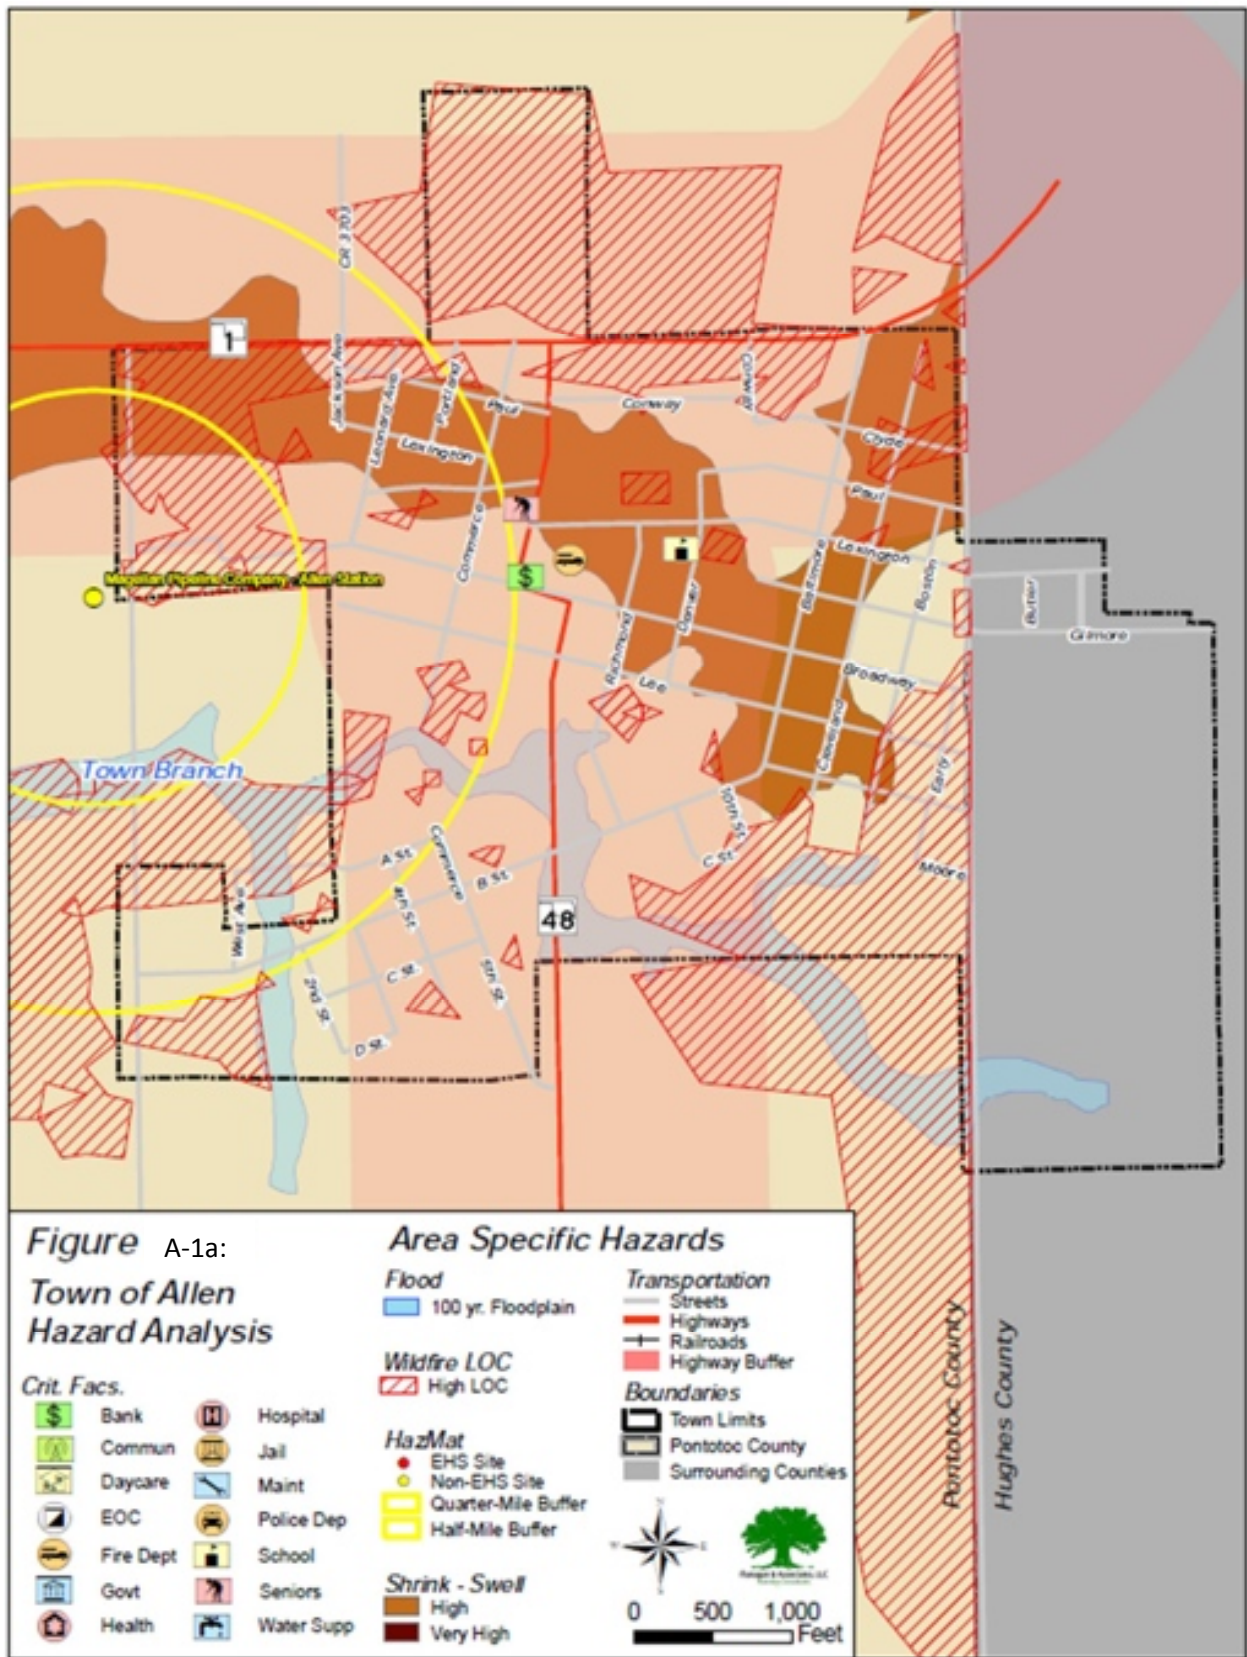 CR 3703
1
Jackson Ave
Leonard Ave
Portland
Paul
Lexington
Commerce
Conway
Clyde
Paul
Lexington
Baltimore
Boston
Butler
Gilmore
Magellan Pipeline Company - Allen Station
Richmond
Denver
Lee
Broadway
Cleveland
Early
Town Branch
10th St.
C St.
Moore
A St.
Commerce
B St.
4th St.
48
West Ave
C St.
5th St.
2nd St.
D St.
Pontotoc County
Hughes County
Figure A-1a:
Town of Allen
Hazard Analysis
Crit. Facs.
$ Bank
Commun
Daycare
EOC
Fire Dept
Govt
Health
H Hospital
Jail
Maint
Police Dep
School
Seniors
Water Supp
Area Specific Hazards
Flood
100 yr. Floodplain
Wildfire LOC
High LOC
HazMat
EHS Site
Non-EHS Site
Quarter-Mile Buffer
Half-Mile Buffer
Shrink - Swell
High
Very High
Transportation
Streets
Highways
Railroads
Highway Buffer
Boundaries
Town Limits
Pontotoc County
Surrounding Counties
0 500 1,000
Feet